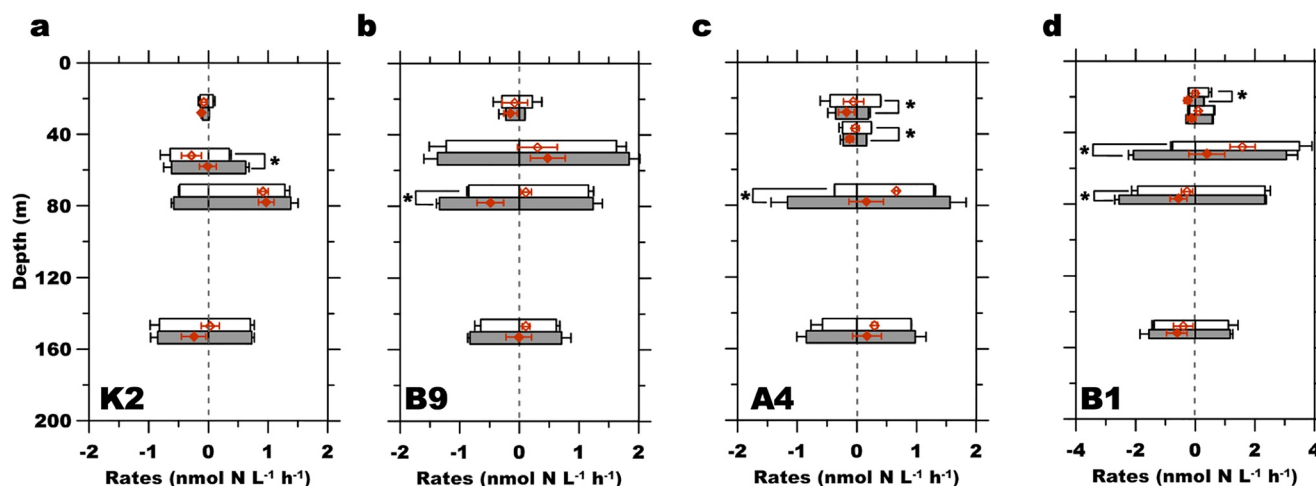 a b c d
0
40
80
120
160
200
Depth (m)
* * * * * * * *
K2 B9 A4 B1
-2 -1 0 1 2 -2 -1 0 1 2 -2 -1 0 1 2 -4 -2 0 2 4
Rates (nmol N L⁻¹ h⁻¹) Rates (nmol N L⁻¹ h⁻¹) Rates (nmol N L⁻¹ h⁻¹) Rates (nmol N L⁻¹ h⁻¹)